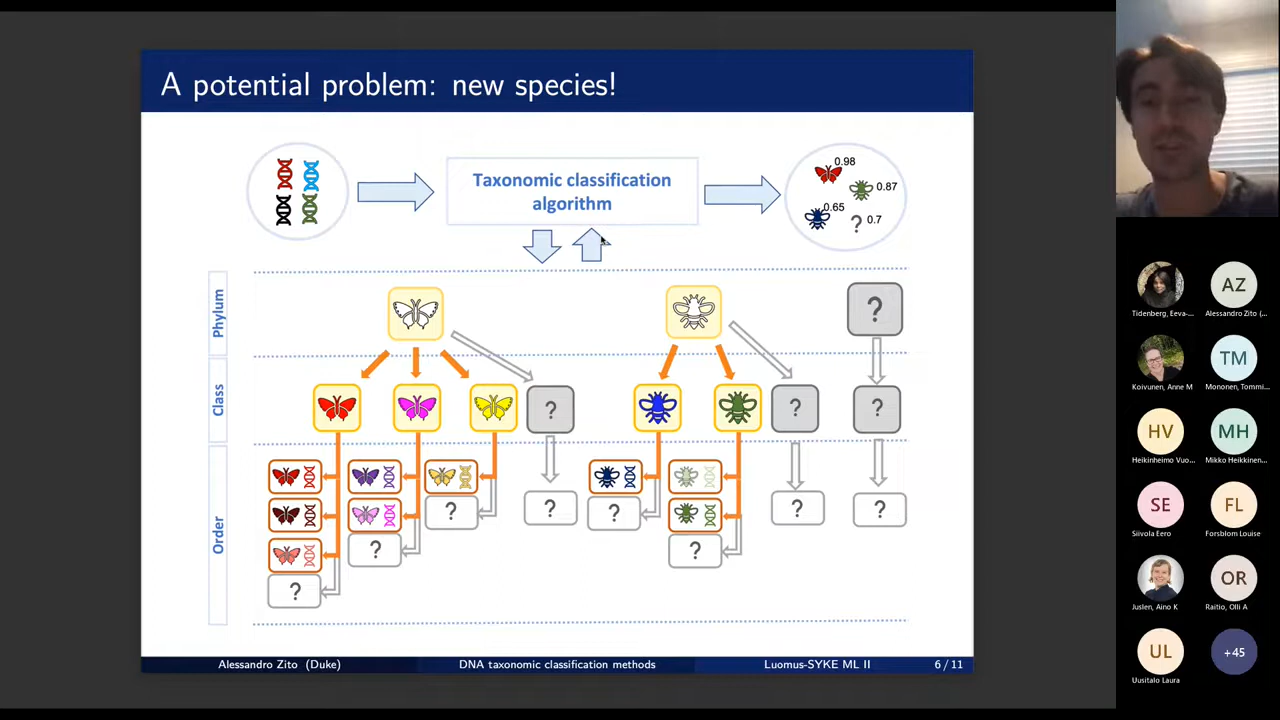 A potential problem: new species!
Taxonomic classification
algorithm
0.98
0.87
0.65
? 0.7
Phylum
?
Class
?
?
?
Order
?
?
?
?
?
?
?
?
Alessandro Zito (Duke)
DNA taxonomic classification methods
Luomus-SYKE ML II
6 / 11
AZ
Tidenberg, Eeva-...
Alessandro Zito (...
TM
Koivunen, Anne M
Mononen, Tommi...
HV
MH
Heikinheimo Vuo...
Mikko Heikkinen...
SE
FL
Siivola Eero
Forsblom Louise
OR
Juslen, Aino K
Raitio, Olli A
UL
+45
Uusitalo Laura